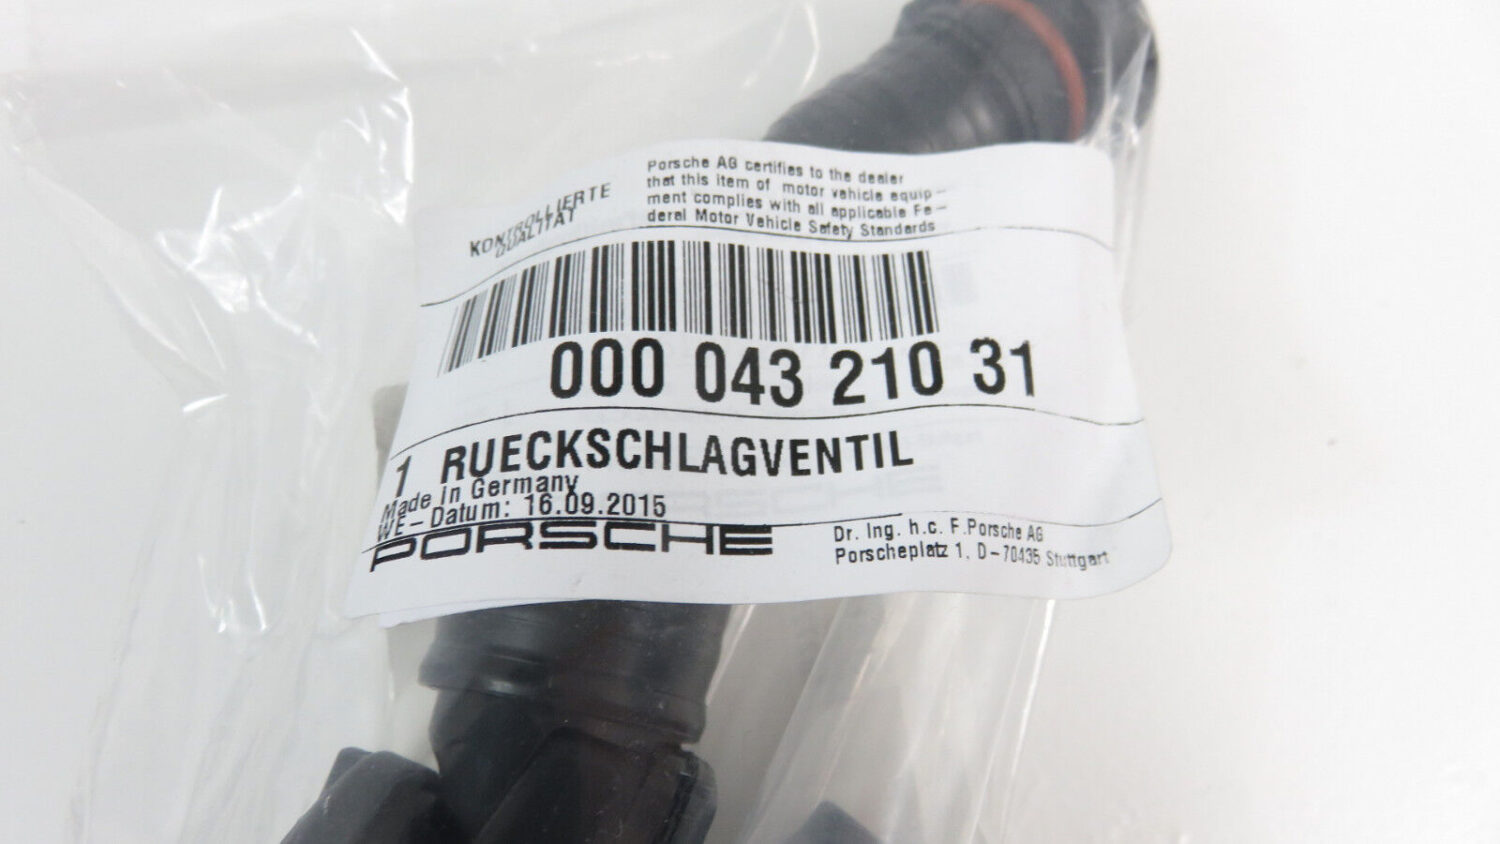 KONTROLLIERTE
QUALITÄT
Porsche AG certifies to the dealer
that this item of motor vehicle equip-
ment complies with all applicable Fe-
deral Motor Vehicle Safety Standards
000 043 210 31
1 RUECKSCHLAGVENTIL
Made in Germany
WE-Datum: 16.09.2015
PORSCHE
Dr. Ing. h.c. F.Porsche AG
Porscheplatz 1, D-70435 Stuttgart